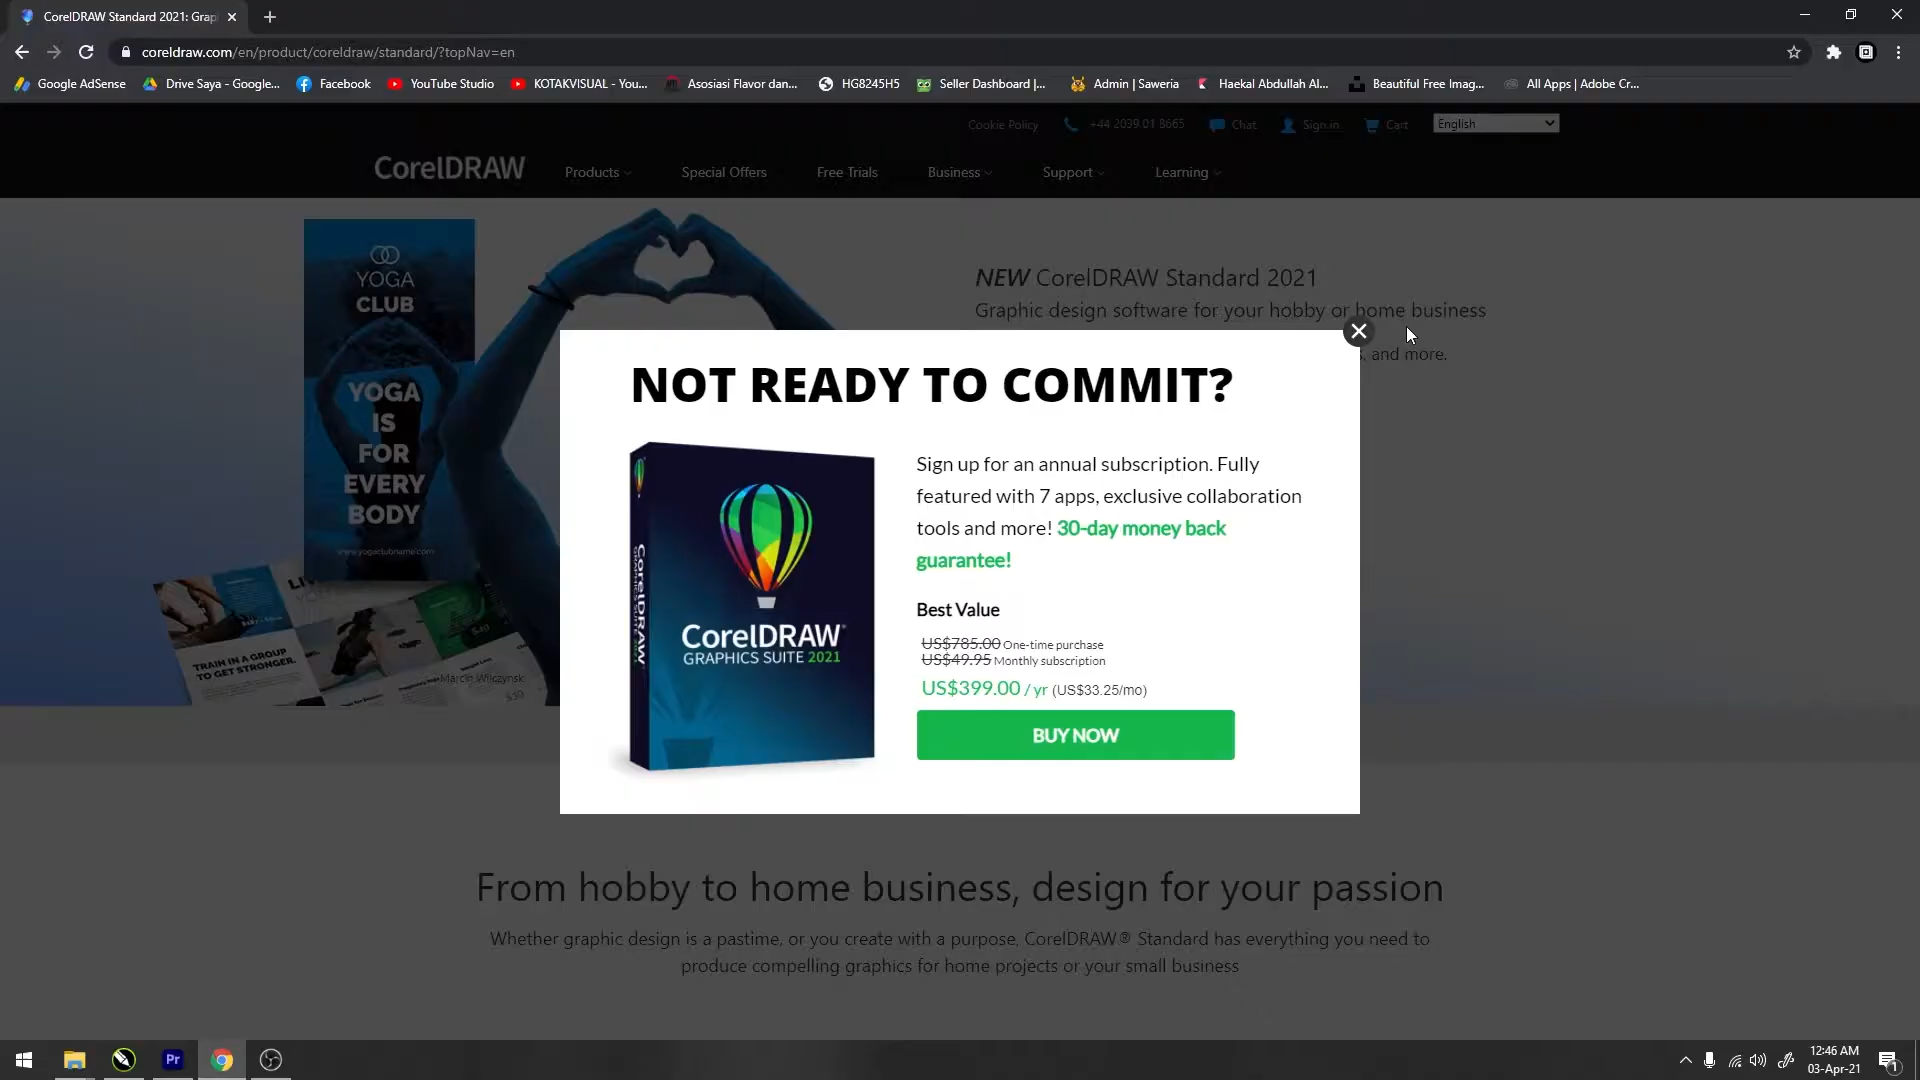 CorelDRAW Standard 2021: Grap
coreldraw.com/en/product/coreldraw/standard/?topNav=en
Google AdSense
Drive Saya - Google...
Facebook
YouTube Studio
KOTAKVISUAL - You...
Asosiasi Flavor dan...
HG8245H5
Seller Dashboard |...
Admin | Saweria
Haekal Abdullah Al...
Beautiful Free Imag...
All Apps | Adobe Cr...
Cookie Policy
+44 2039 01 8665
Chat
Sign in
Cart
English
CorelDRAW
Products
Special Offers
Free Trials
Business
Support
Learning
YOGA
CLUB
YOGA
IS
FOR
EVERY
BODY
www.yogaclubname.com
TRAIN IN A GROUP
GET STRONGER.
Marcin Wilczynsk
NEW CorelDRAW Standard 2021
Graphic design software for your hobby or home business
and more.
NOT READY TO COMMIT?
CorelDRAW
CorelDRAW®
GRAPHICS SUITE 2021
Sign up for an annual subscription. Fully
featured with 7 apps, exclusive collaboration
tools and more! 30-day money back
guarantee!
Best Value
US$785.00 One-time purchase
US$49.95 Monthly subscription
US$399.00 / yr (US$33.25/mo)
BUY NOW
From hobby to home business, design for your passion
Whether graphic design is a pastime, or you create with a purpose, CorelDRAW® Standard has everything you need to
produce compelling graphics for home projects or your small business
Pr
12:46 AM
03-Apr-21
1